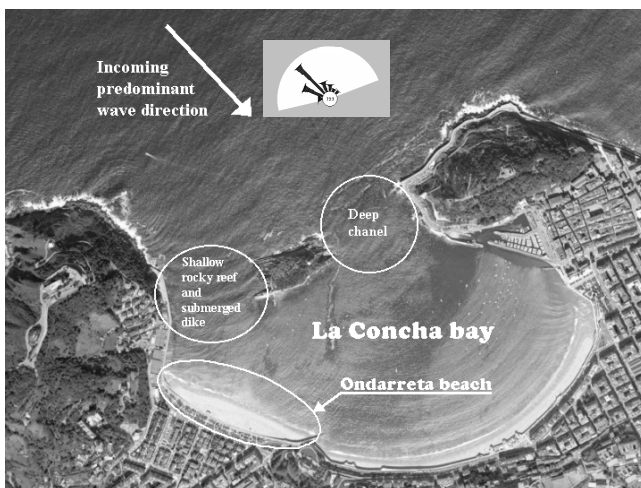 Incoming
predominant
wave direction
Deep
chanel
Shallow
rocky reef
and
submerged
dike
La Concha bay
Ondarreta beach